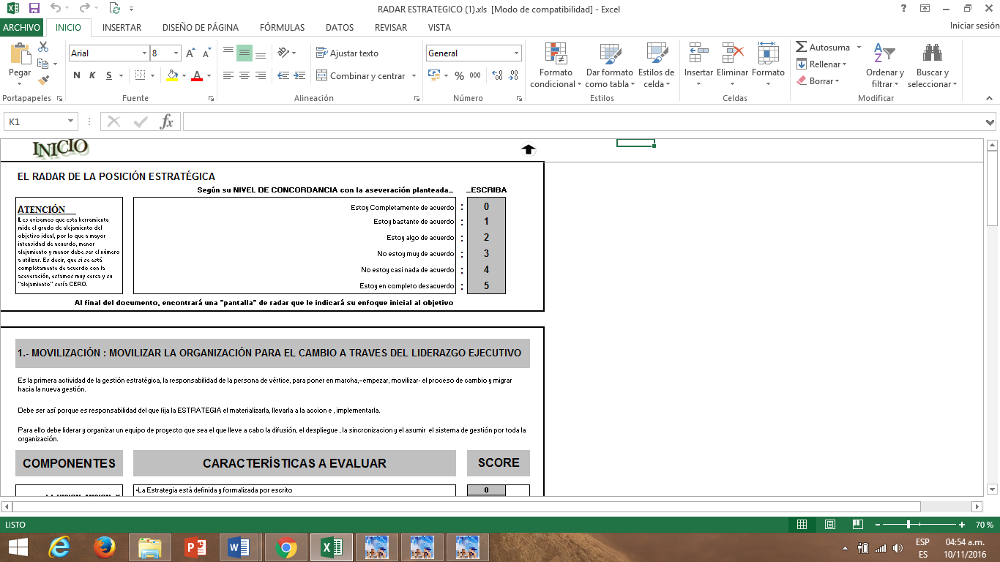 RADAR ESTRATEGICO (1).xls [Modo de compatibilidad] - Excel
ARCHIVO INICIO INSERTAR DISEÑO DE PÁGINA FÓRMULAS DATOS REVISAR VISTA Iniciar sesión
Pegar
Portapapeles
Arial 8
N K S
Fuente
Ajustar texto
Combinar y centrar
Alineación
General
% 000
Número
Formato condicional
Dar formato como tabla
Estilos de celda
Estilos
Insertar Eliminar Formato
Celdas
Autosuma
Rellenar
Borrar
Ordenar y filtrar
Buscar y seleccionar
Modificar
K1
INICIO
EL RADAR DE LA POSICIÓN ESTRATÉGICA
Según su NIVEL DE CONCORDANCIA con la aseveración planteada... ...ESCRIBA
ATENCIÓN
Les avisamos que esta herramienta
mide el grado de alejamiento del
objetivo ideal, por lo que a mayor
intensidad de acuerdo, menor
alejamiento y menor debe ser el número
a utilizar. Es decir, que si se está
completamente de acuerdo con la
aseveración, estamos muy cerca y su
"alejamiento" sería CERO.
Estoy Completamente de acuerdo : 0
Estoy bastante de acuerdo : 1
Estoy algo de acuerdo : 2
No estoy muy de acuerdo : 3
No estoy casi nada de acuerdo : 4
Estoy en completo desacuerdo : 5
Al final del documento, encontrará una "pantalla" de radar que le indicará su enfoque inicial al objetivo
1.- MOVILIZACIÓN : MOVILIZAR LA ORGANIZACIÓN PARA EL CAMBIO A TRAVES DEL LIDERAZGO EJECUTIVO
Es la primera actividad de la gestión estratégica, la responsabilidad de la persona de vértice, para poner en marcha,–empezar, movilizar- el proceso de cambio y migrar
hacia la nueva gestión.
Debe ser así porque es responsabilidad del que fija la ESTRATEGIA el materializarla, llevarla a la accion e , implementarla.
Para ello debe liderar y organizar un equipo de proyecto que sea el que lleve a cabo la difusión, el despliegue , la sincronizacion y el asumir el sistema de gestión por toda la
organización.
COMPONENTES CARACTERÍSTICAS A EVALUAR SCORE
•La Estrategia está definida y formalizada por escrito 0
LISTO 70 %
ESP 04:54 a.m.
ES 10/11/2016